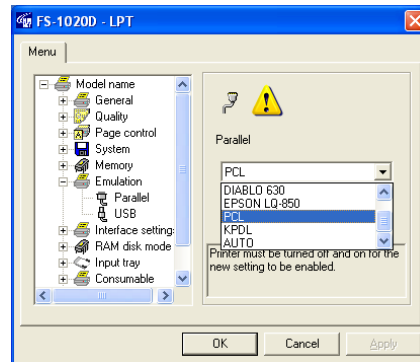 FS-1020D - LPT
Menu
Model name
General
Quality
Page control
System
Memory
Emulation
Parallel
USB
Interface setting:
RAM disk mode
Input tray
Consumable
Parallel
PCL
DIABLO 630
EPSON LQ-850
PCL
KPDL
AUTO
Printer must be turned off and on for the
new setting to be enabled.
OK
Cancel
Apply